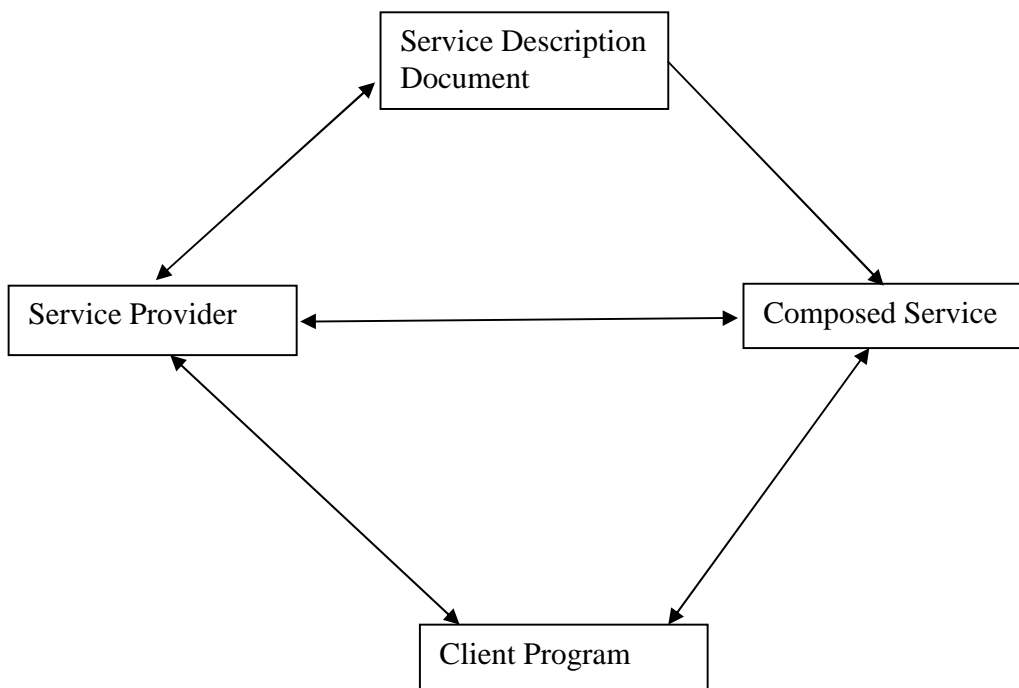 Service Description
Document
Service Provider
Composed Service
Client Program